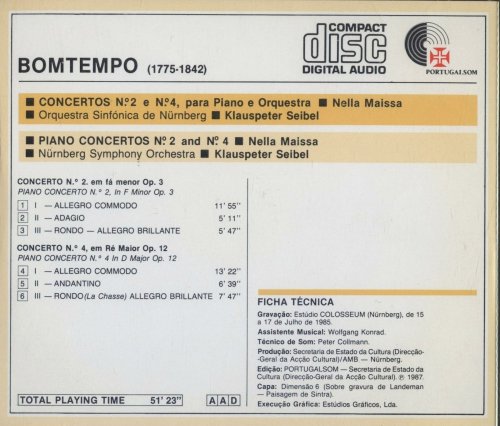 BOMTEMPO (1775-1842)
COMPACT
disc
DIGITAL AUDIO
PORTUGALSOM
■ CONCERTOS N.º 2 e N.º 4, para Piano e Orquestra ■ Nella Maissa
■ Orquestra Sinfónica de Nürnberg ■ Klauspeter Seibel
■ PIANO CONCERTOS N.º 2 and N.º 4 ■ Nella Maissa
■ Nürnberg Symphony Orchestra ■ Klauspeter Seibel
CONCERTO N.º 2. em fá menor Op. 3
PIANO CONCERTO N.º 2, In F Minor Op. 3
1 I — ALLEGRO COMMODO 11' 55"
2 II — ADAGIO 5' 11"
3 III — RONDO — ALLEGRO BRILLANTE 5' 47"
CONCERTO N.º 4, em Ré Maior Op. 12
PIANO CONCERTO N.º 4 In D Major Op. 12
4 I — ALLEGRO COMMODO 13' 22"
5 II — ANDANTINO 6' 39"
6 III — RONDO (La Chasse) ALLEGRO BRILLANTE 7' 47"
TOTAL PLAYING TIME 51' 23" A A D
FICHA TÉCNICA
Gravação: Estúdio COLOSSEUM (Nürnberg), de 15
a 17 de Julho de 1985.
Assistente Musical: Wolfgang Konrad.
Técnico de Som: Peter Collmann.
Produção: Secretaria de Estado da Cultura (Direcção-
-Geral da Acção Cultural)/AMB — Nürnberg.
Edição: PORTUGALSOM — Secretaria de Estado da
Cultura (Direcção-Geral da Acção Cultural). ℗ 1987.
Capa: Dimensão 6 (Sobre gravura de Landeman
— Paisagem de Sintra).
Execução Gráfica: Estúdios Gráficos, Lda.